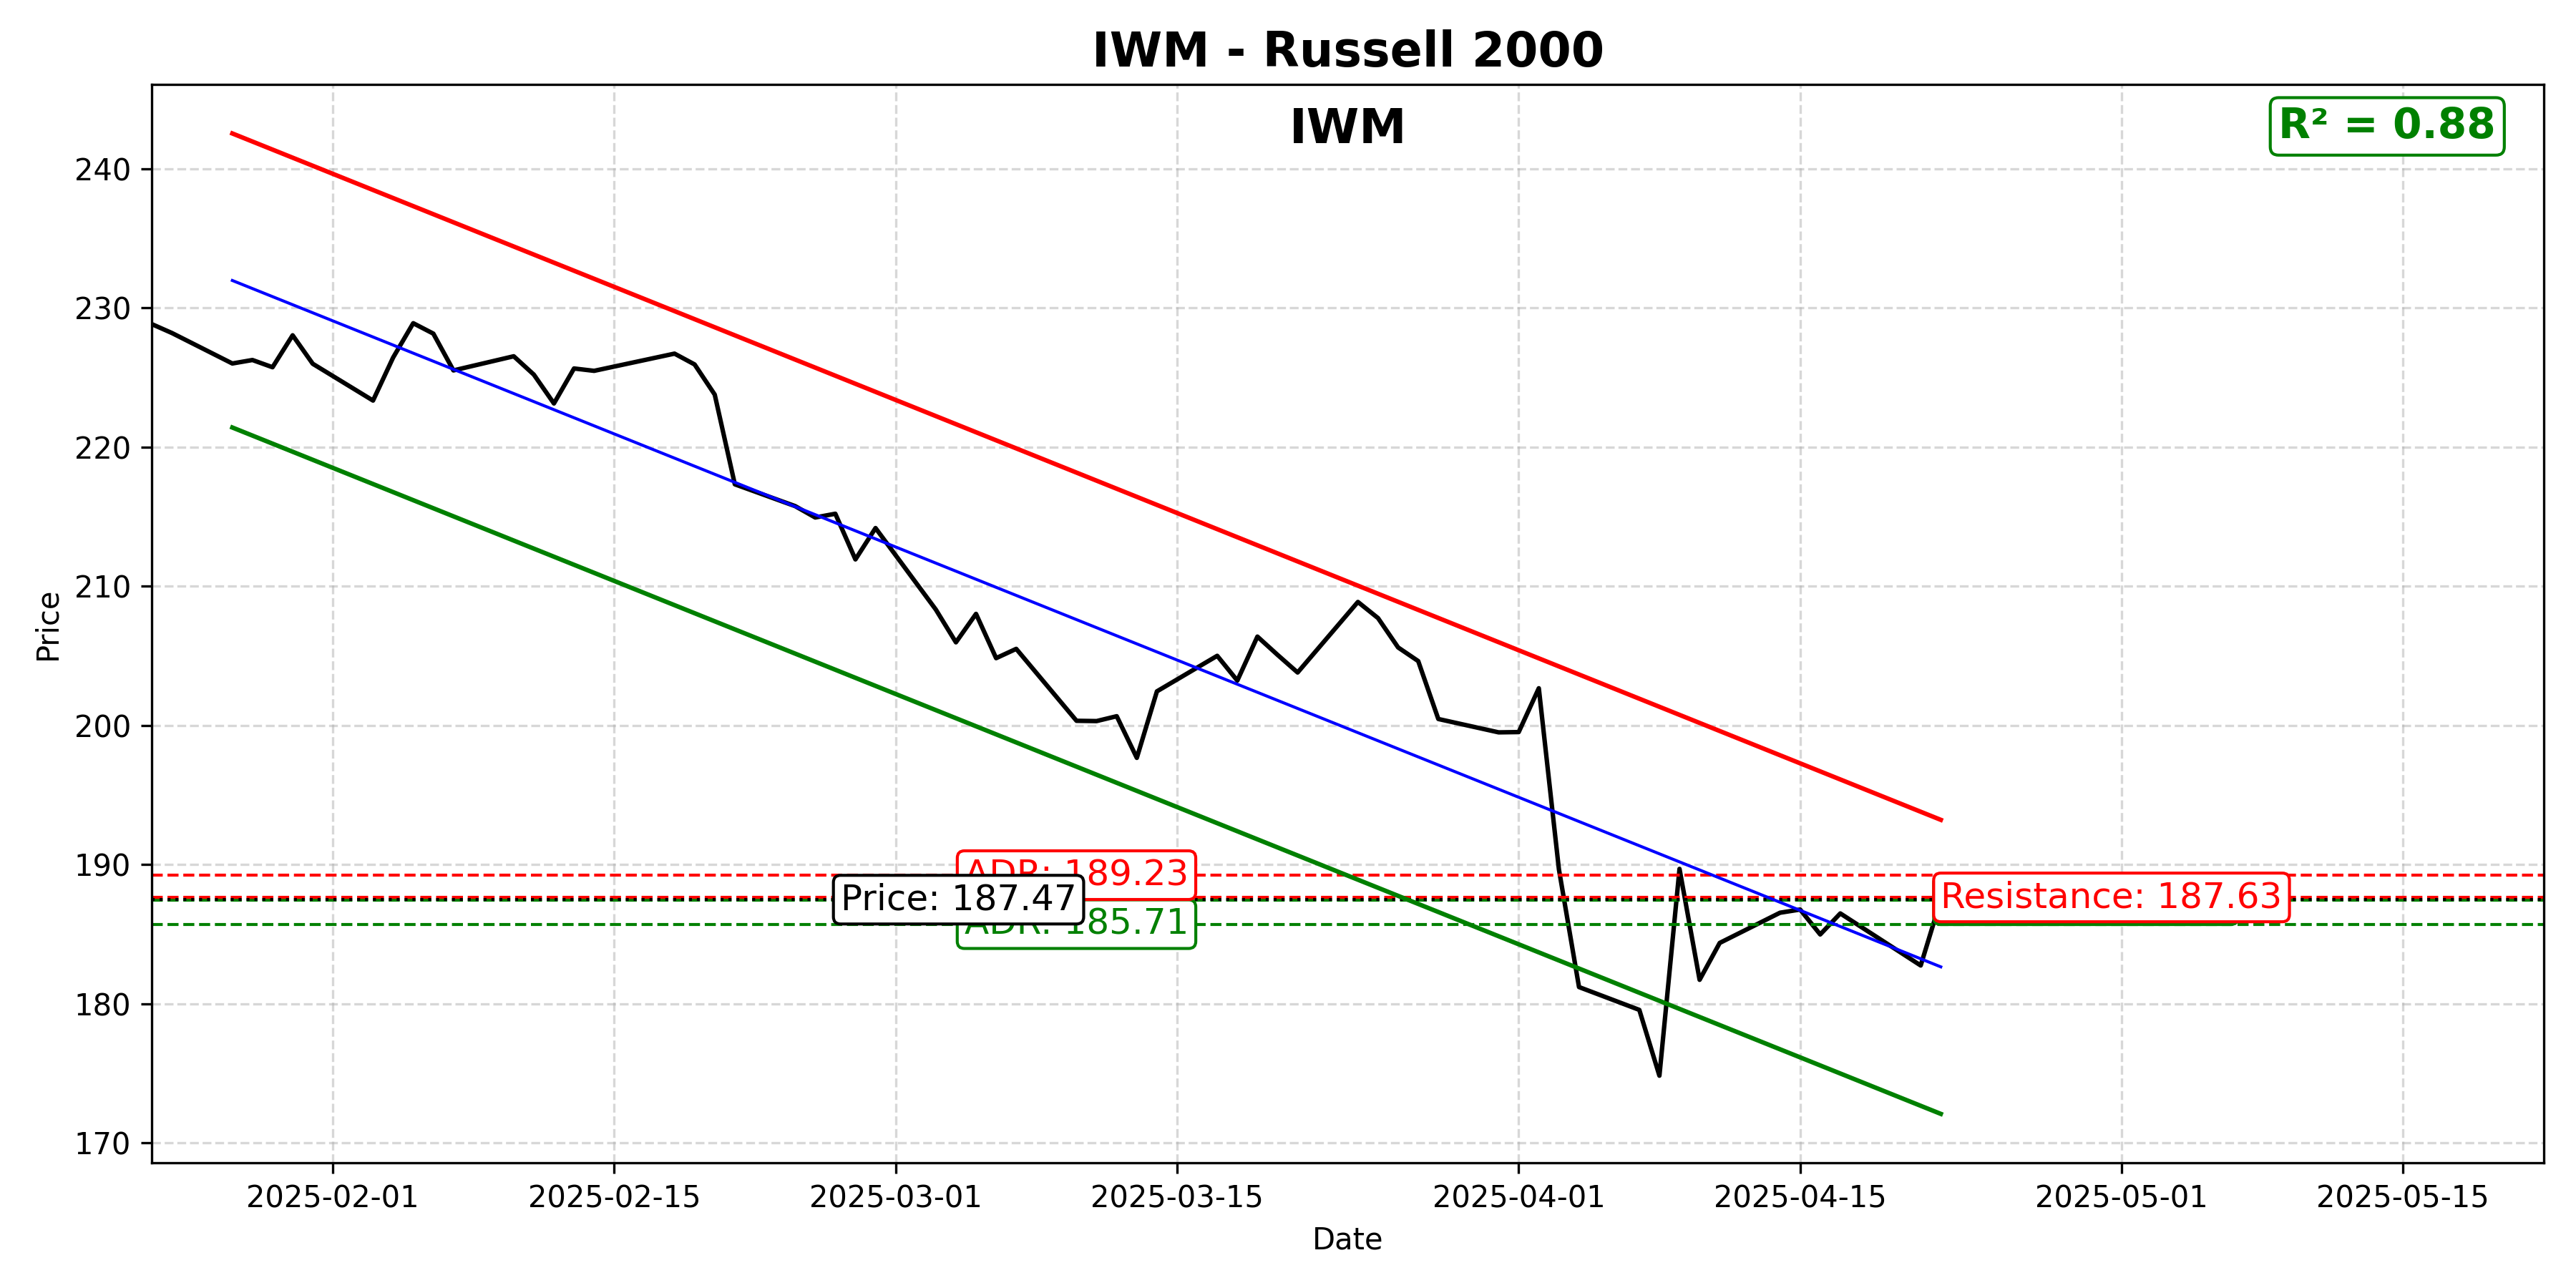 IWM - Russell 2000
IWM
R² = 0.88
240
230
220
210
200
190
180
170
Price
ADR: 189.23
Price: 187.47
ADR: 185.71
Resistance: 187.63
2025-02-01
2025-02-15
2025-03-01
2025-03-15
2025-04-01
2025-04-15
2025-05-01
2025-05-15
Date